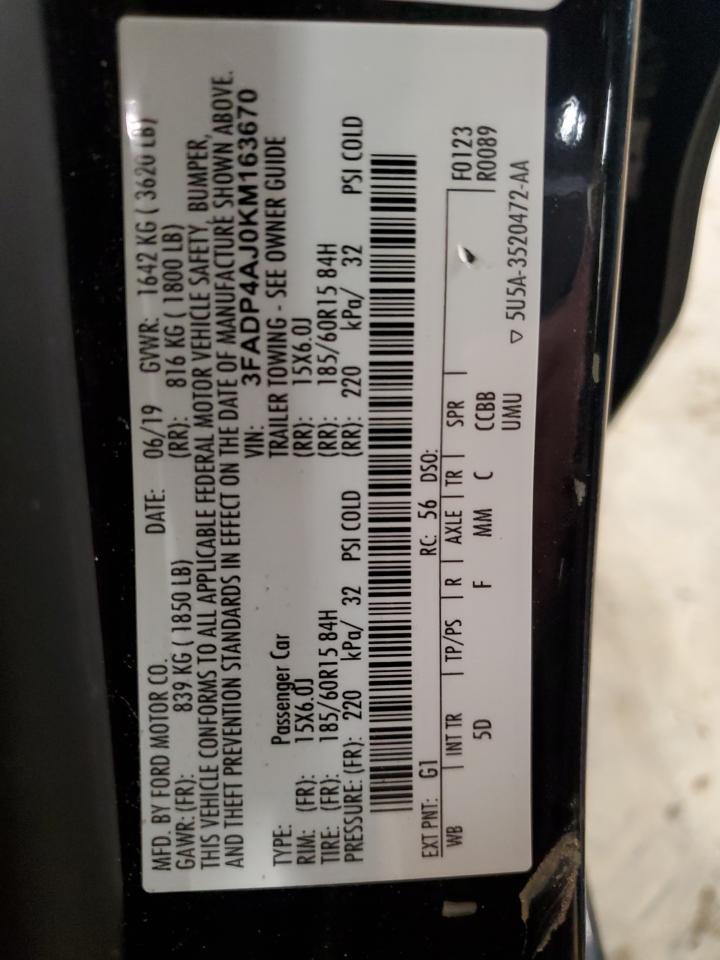 MFD. BY FORD MOTOR CO. DATE: 06/19 GVWR: 1642 KG ( 3620 LB)
GAWR: (FR): 839 KG ( 1850 LB) (RR): 816 KG ( 1800 LB)
THIS VEHICLE CONFORMS TO ALL APPLICABLE FEDERAL MOTOR VEHICLE SAFETY, BUMPER,
AND THEFT PREVENTION STANDARDS IN EFFECT ON THE DATE OF MANUFACTURE SHOWN ABOVE.
VIN: 3FADP4AJ0KM163670
TYPE: Passenger Car TRAILER TOWING - SEE OWNER GUIDE
RIM: (FR): 15X6.0J (RR): 15X6.0J
TIRE: (FR): 185/60R15 84H (RR): 185/60R15 84H
PRESSURE: (FR): 220 kPa/ 32 PSI COLD (RR): 220 kPa/ 32 PSI COLD
EXT PNT: G1 RC: 56 DSO: F0123
WB INT TR TP/PS R AXLE TR SPR R0089
5D F MM C CCBB
UMU
▽ 5U5A-3520472-AA